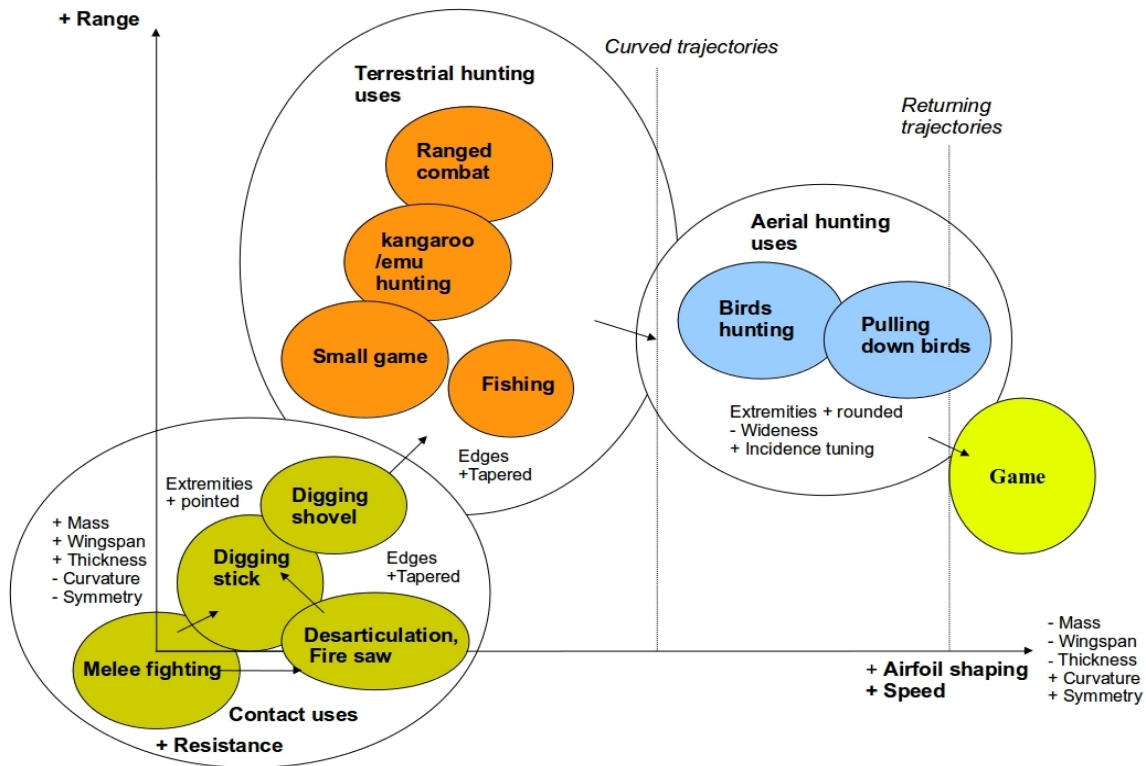 + Range
Curved trajectories
Terrestrial hunting
uses
Returning
trajectories
Ranged
combat
Aerial hunting
uses
kangaroo
/emu
hunting
Birds
hunting
Pulling
down birds
Small game
Fishing
Extremities + rounded
- Wideness
+ Incidence tuning
Edges
+Tapered
Game
Extremities
+ pointed
Digging
shovel
+ Mass
+ Wingspan
+ Thickness
- Curvature
- Symmetry
Digging
stick
Edges
+Tapered
Desarticulation,
Fire saw
Melee fighting
- Mass
- Wingspan
- Thickness
+ Curvature
+ Symmetry
+ Airfoil shaping
+ Speed
Contact uses
+ Resistance